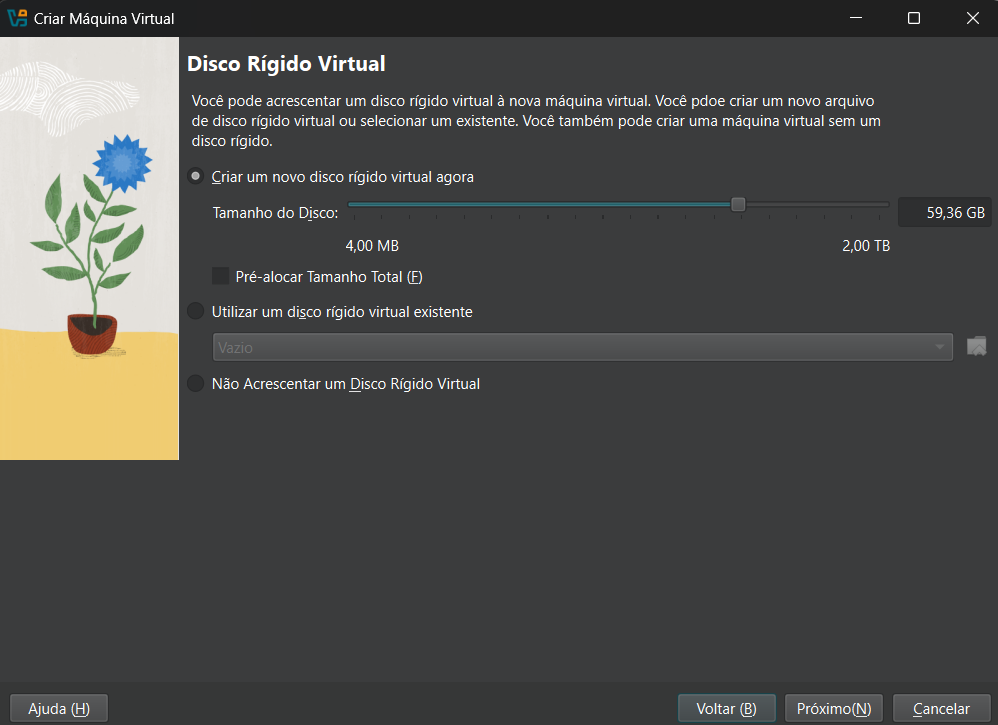 Criar Máquina Virtual
Disco Rígido Virtual
Você pode acrescentar um disco rígido virtual à nova máquina virtual. Você pdoe criar um novo arquivo
de disco rígido virtual ou selecionar um existente. Você também pode criar uma máquina virtual sem um
disco rígido.
Criar um novo disco rígido virtual agora
Tamanho do Disco:
59,36 GB
4,00 MB
2,00 TB
Pré-alocar Tamanho Total (F)
Utilizar um disco rígido virtual existente
Vazio
Não Acrescentar um Disco Rígido Virtual
Ajuda (H)
Voltar (B)
Próximo(N)
Cancelar